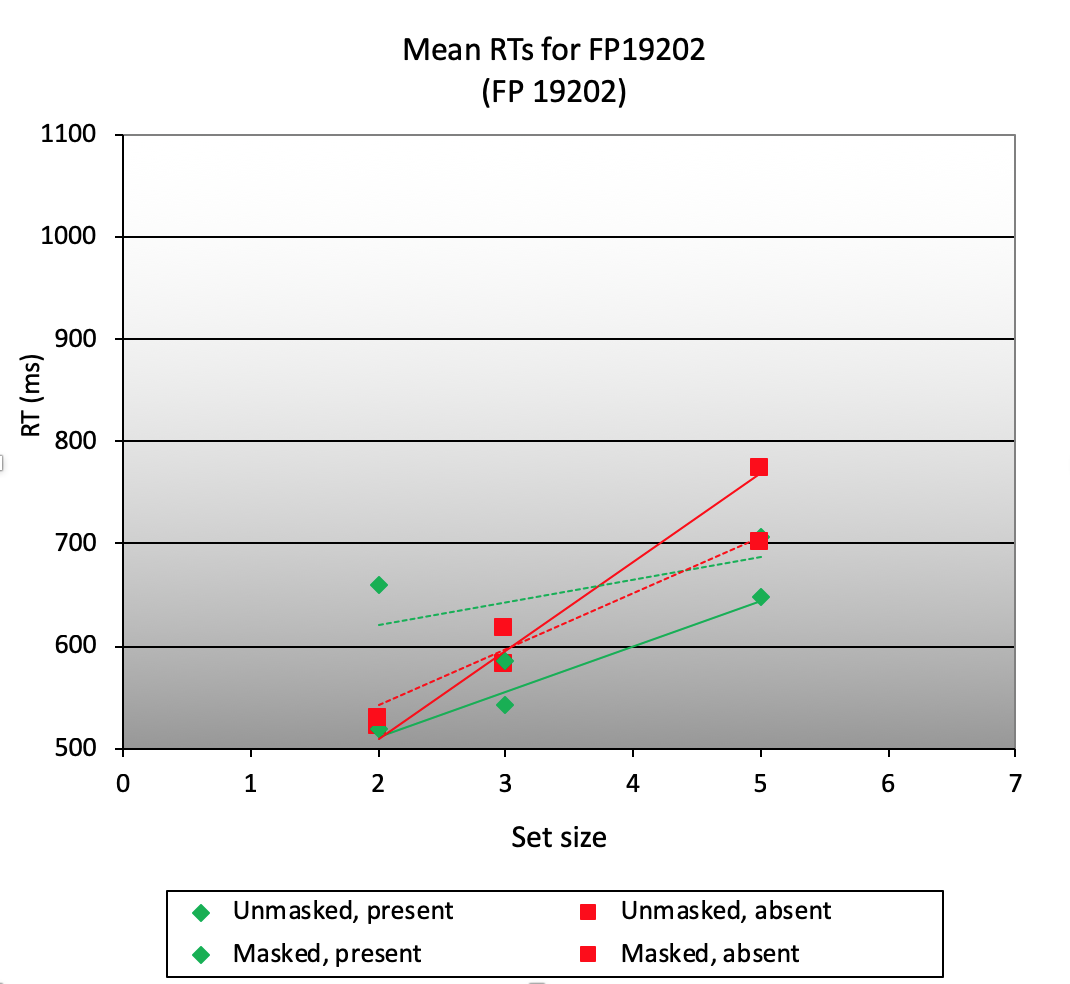 Mean RTs for FP19202
(FP 19202)
1100
1000
900
800
700
600
500
RT (ms)
0 1 2 3 4 5 6 7
Set size
Unmasked, present Unmasked, absent
Masked, present Masked, absent